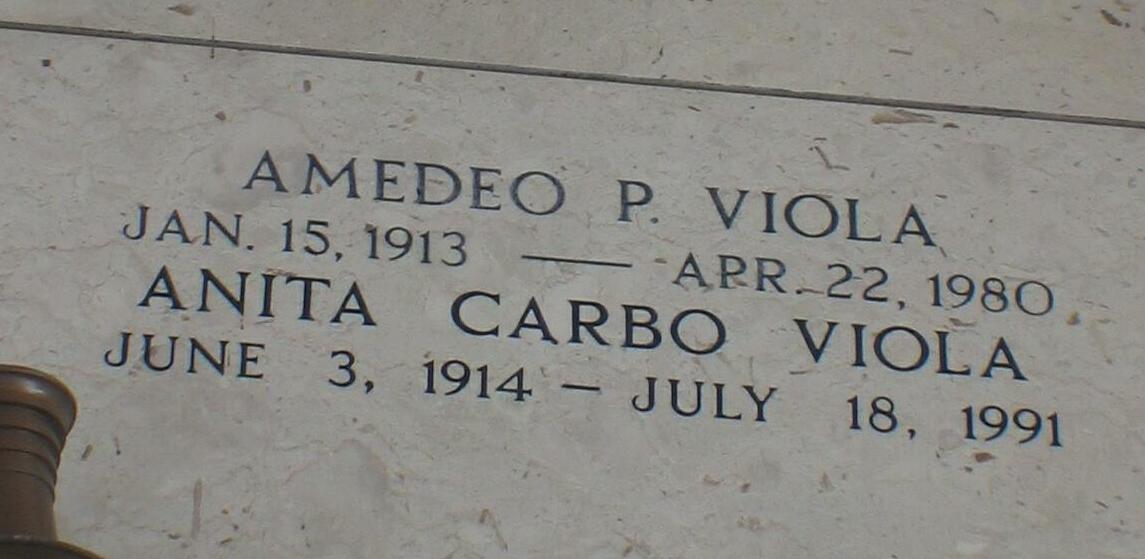 AMEDEO P. VIOLA
JAN. 15, 1913 — APR. 22, 1980
ANITA CARBO VIOLA
JUNE 3, 1914 – JULY 18, 1991